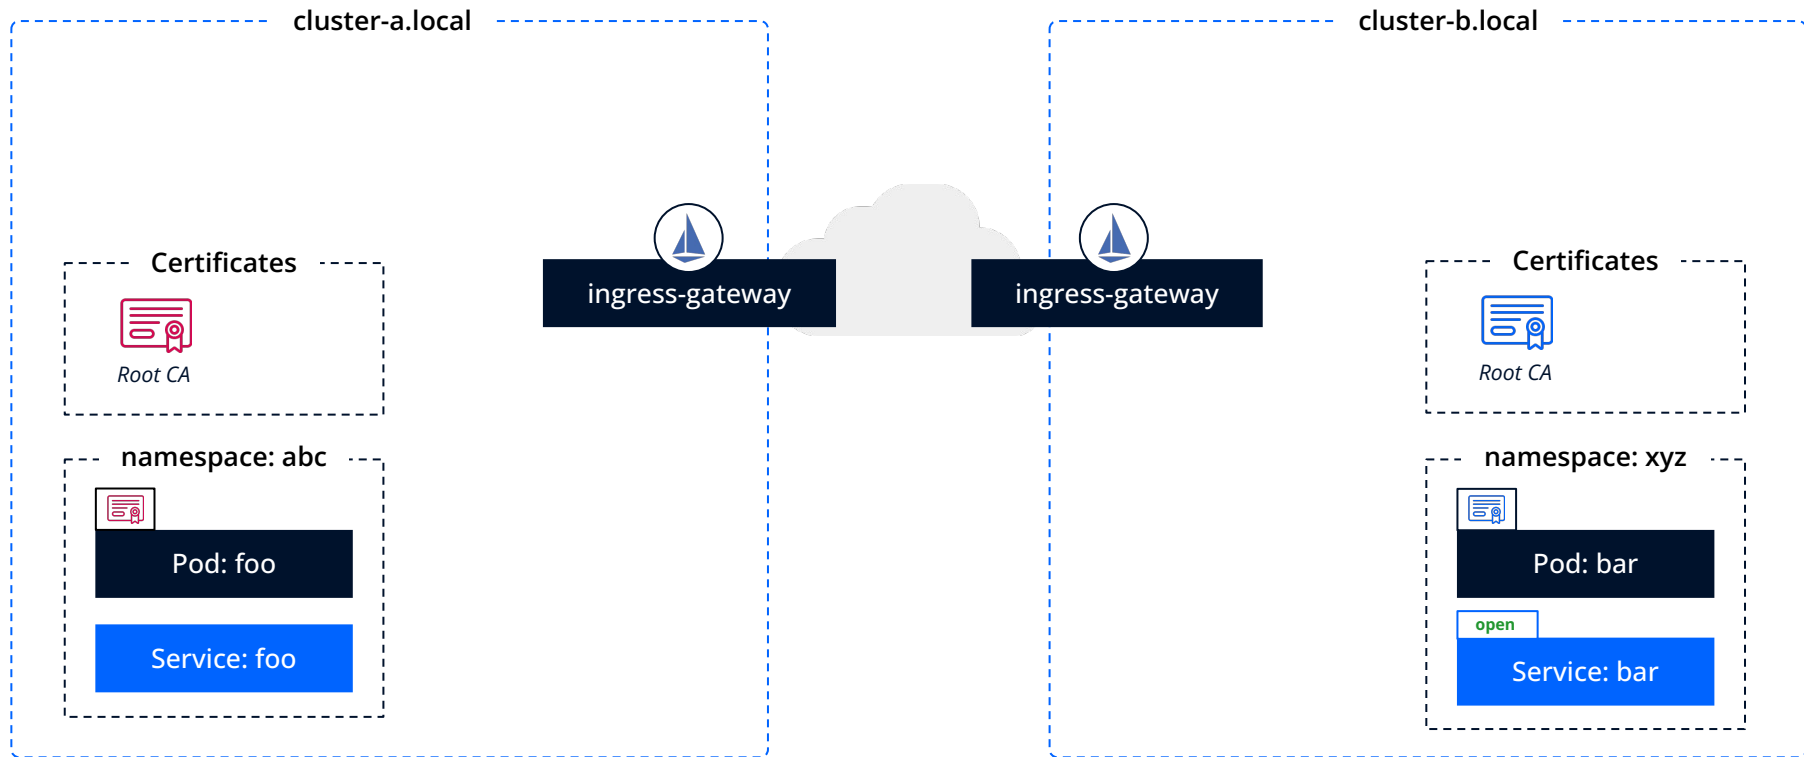 cluster-a.local
Certificates
Root CA
namespace: abc
Pod: foo
Service: foo
ingress-gateway
cluster-b.local
ingress-gateway
Certificates
Root CA
namespace: xyz
Pod: bar
open
Service: bar